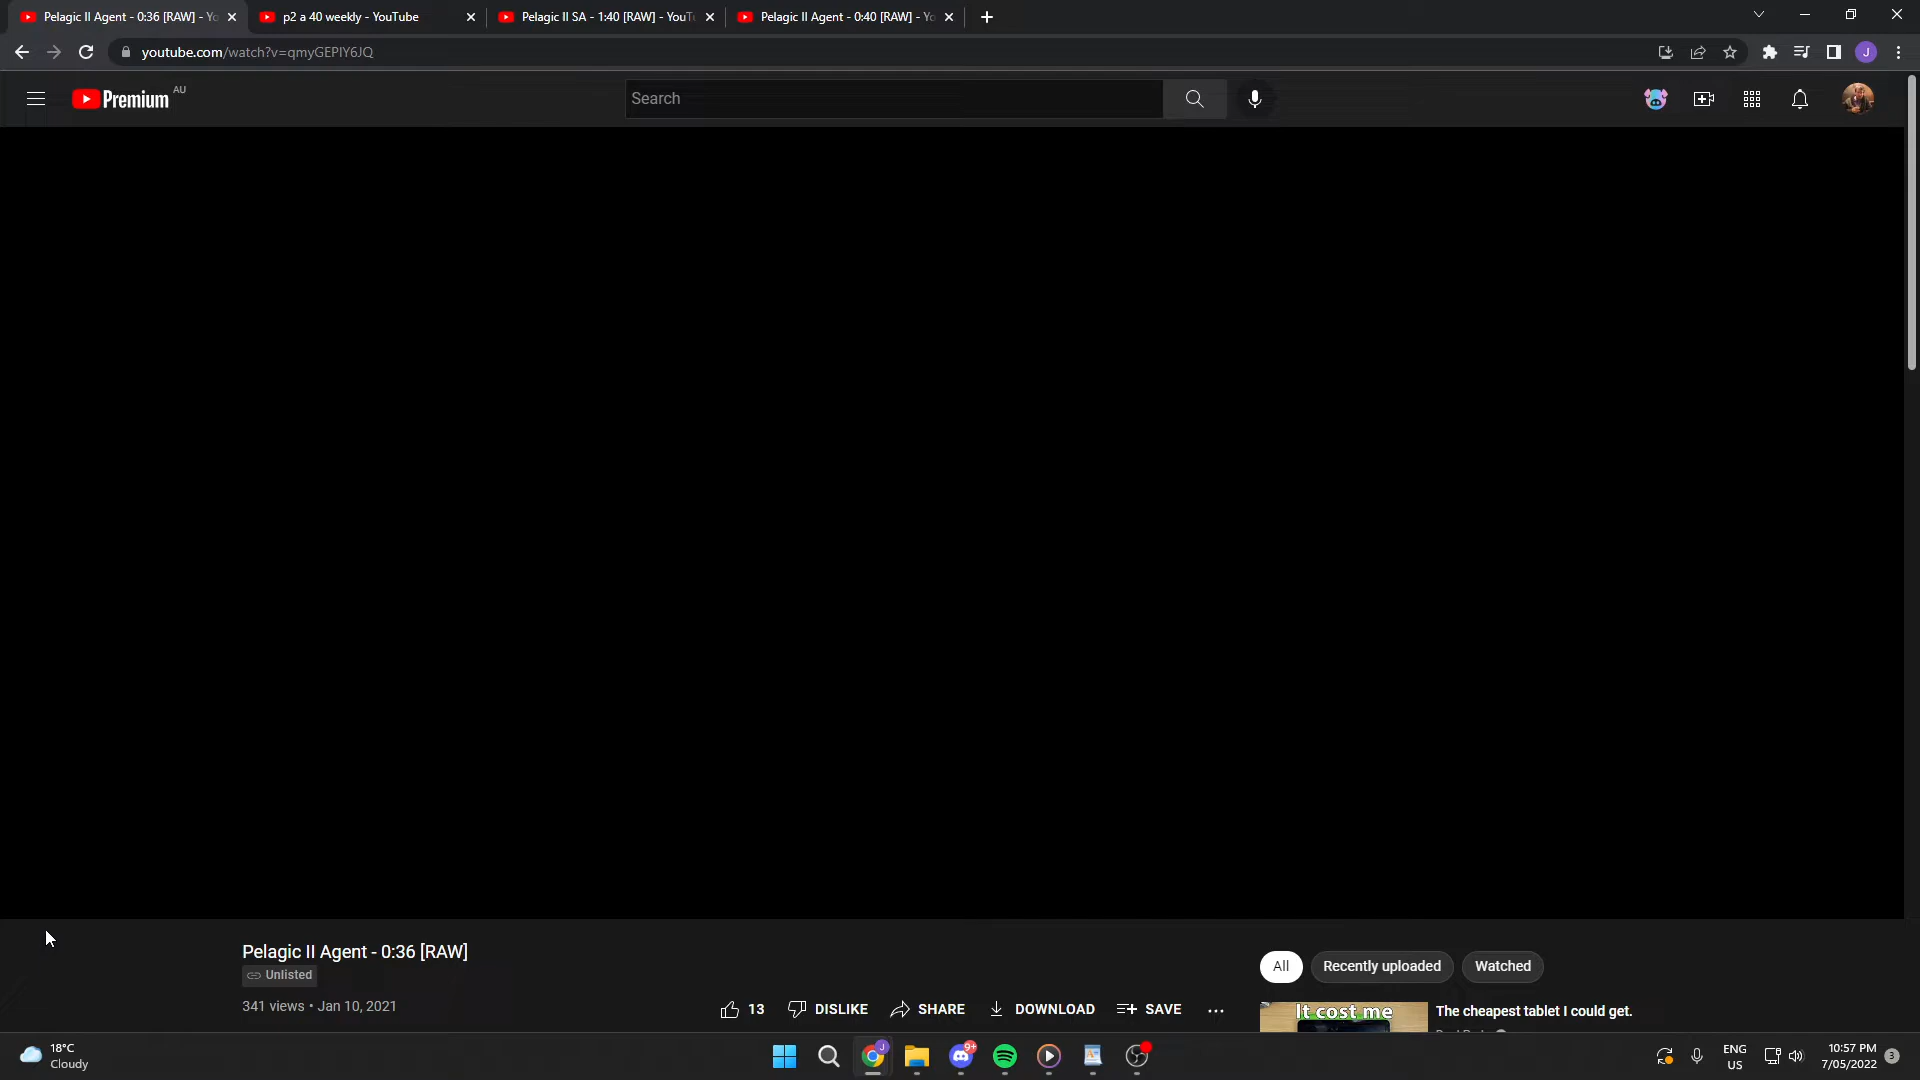 Pelagic II Agent - 0:36 [RAW] - Yo
p2 a 40 weekly - YouTube
Pelagic II SA - 1:40 [RAW] - YouT
Pelagic II Agent - 0:40 [RAW] - Yo
youtube.com/watch?v=qmyGEPIY6JQ
J
Premium AU
Search
Pelagic II Agent - 0:36 [RAW]
Unlisted
341 views • Jan 10, 2021
13 DISLIKE SHARE DOWNLOAD SAVE
All Recently uploaded Watched
It cost me
The cheapest tablet I could get.
18°C
Cloudy
J
9+
ENG
US
10:57 PM
7/05/2022
3